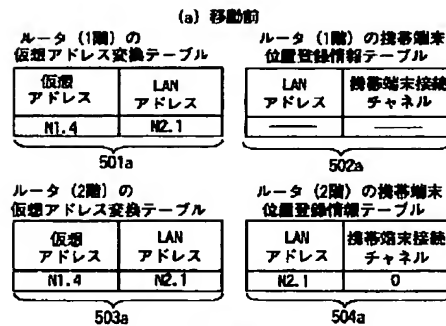 (a) 移動前
ルータ (1階) の
仮想アドレス変換テーブル
仮想
アドレス
LAN
アドレス
N1.4
N2.1
501a
ルータ (1階) の携帯端末
位置登録情報テーブル
LAN
アドレス
携帯端末接続
チャネル
502a
ルータ (2階) の
仮想アドレス変換テーブル
仮想
アドレス
LAN
アドレス
N1.4
N2.1
503a
ルータ (2階) の携帯端末
位置登録情報テーブル
LAN
アドレス
携帯端末接続
チャネル
N2.1
0
504a